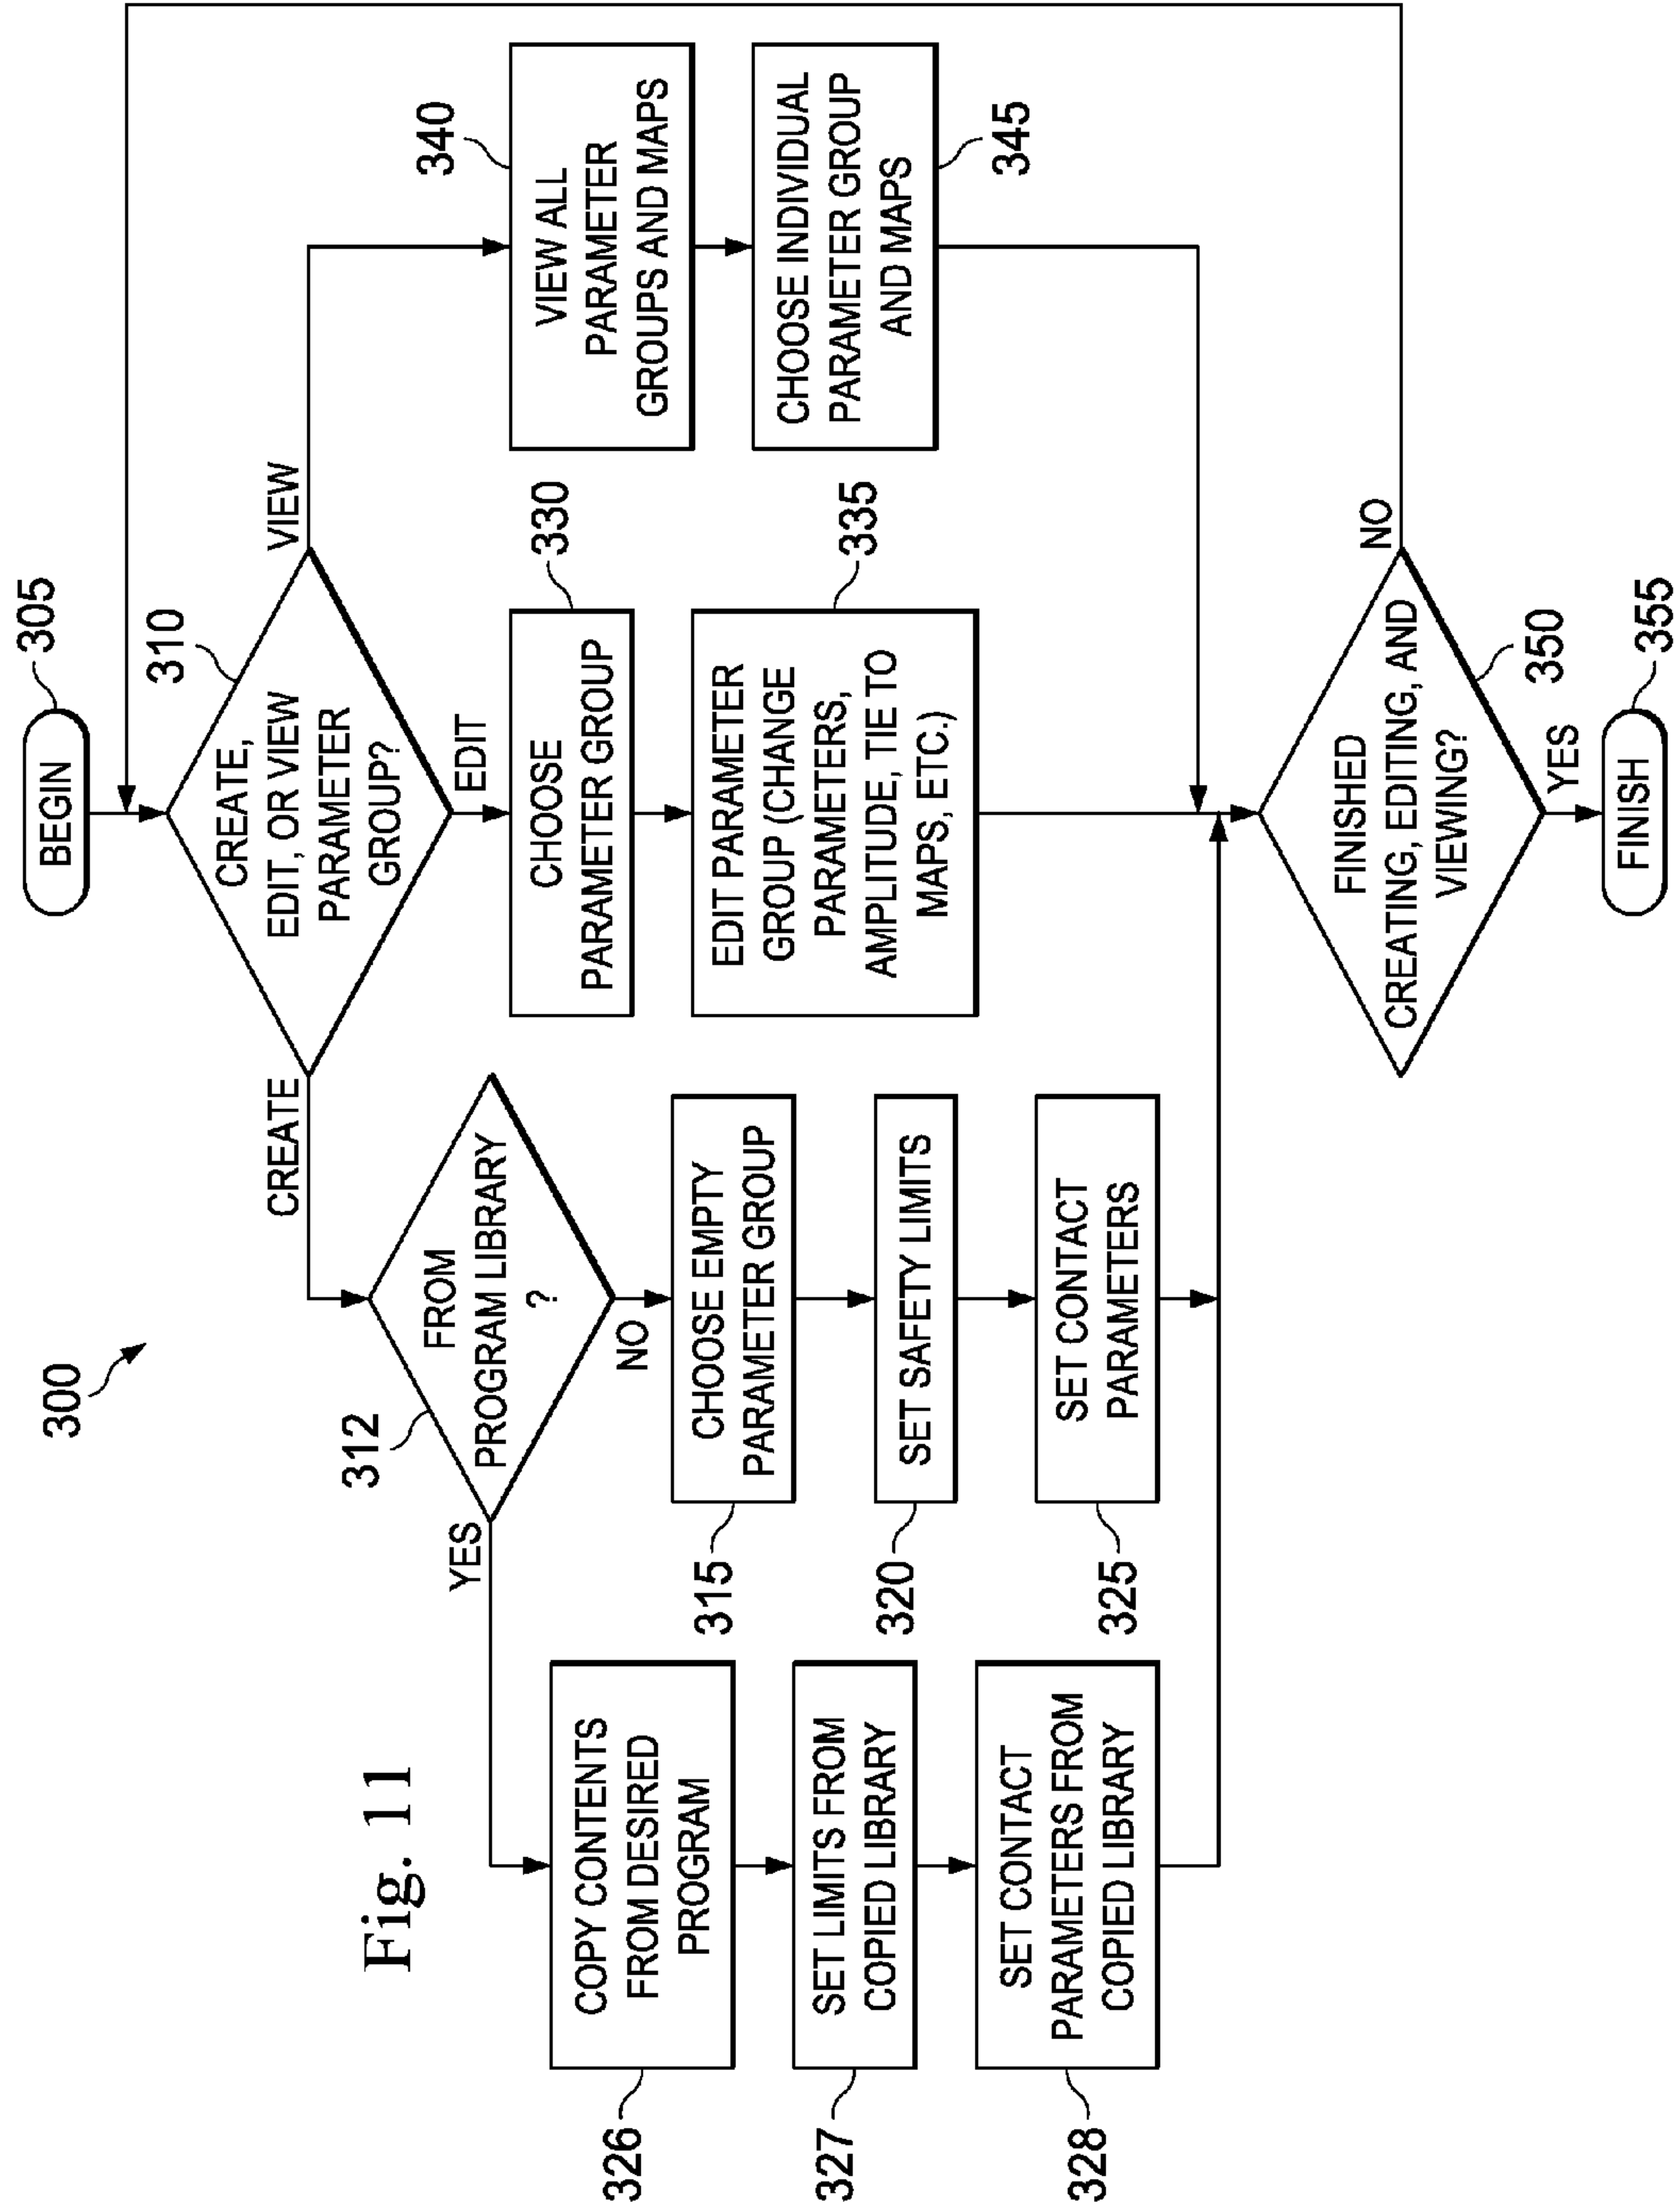 300
BEGIN
305
CREATE,
EDIT, OR VIEW
PARAMETER
GROUP?
310
CREATE
EDIT
VIEW
FROM
PROGRAM LIBRARY
?
312
YES
NO
COPY CONTENTS
FROM DESIRED
PROGRAM
326
SET LIMITS FROM
COPIED LIBRARY
327
SET CONTACT
PARAMETERS FROM
COPIED LIBRARY
328
CHOOSE EMPTY
PARAMETER GROUP
315
SET SAFETY LIMITS
320
SET CONTACT
PARAMETERS
325
CHOOSE
PARAMETER GROUP
330
EDIT PARAMETER
GROUP (CHANGE
PARAMETERS,
AMPLITUDE, TIE TO
MAPS, ETC.)
335
VIEW ALL
PARAMETER
GROUPS AND MAPS
340
CHOOSE INDIVIDUAL
PARAMETER GROUP
AND MAPS
345
FINISHED
CREATING, EDITING, AND
VIEWING?
350
NO
YES
FINISH
355
Fig. 11